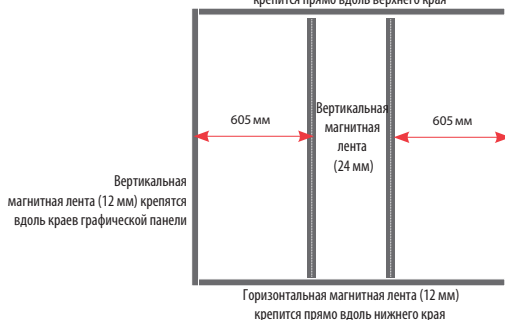 крепится прямо вдоль верхнего края
605 мм
Вертикальная
магнитная
лента
(24 мм)
605 мм
Вертикальная
магнитная лента (12 мм) крепятся
вдоль краев графической панели
Горизонтальная магнитная лента (12 мм)
крепится прямо вдоль нижнего края